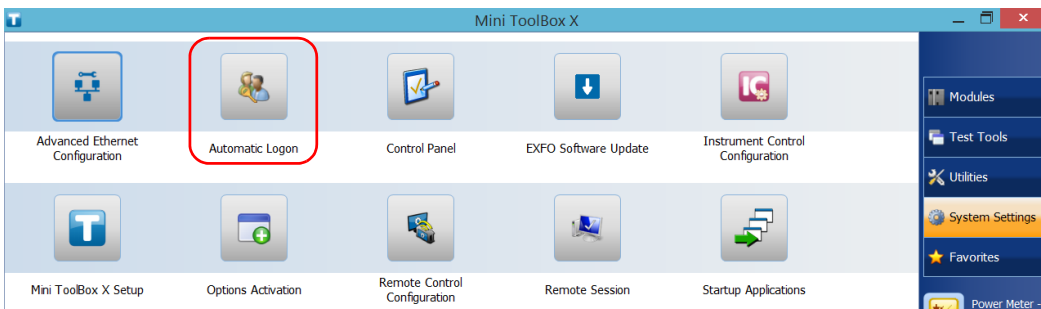 Mini ToolBox X
Advanced Ethernet
Configuration
Automatic Logon
Control Panel
EXFO Software Update
Instrument Control
Configuration
Mini ToolBox X Setup
Options Activation
Remote Control
Configuration
Remote Session
Startup Applications
Modules
Test Tools
Utilities
System Settings
Favorites
Power Meter -